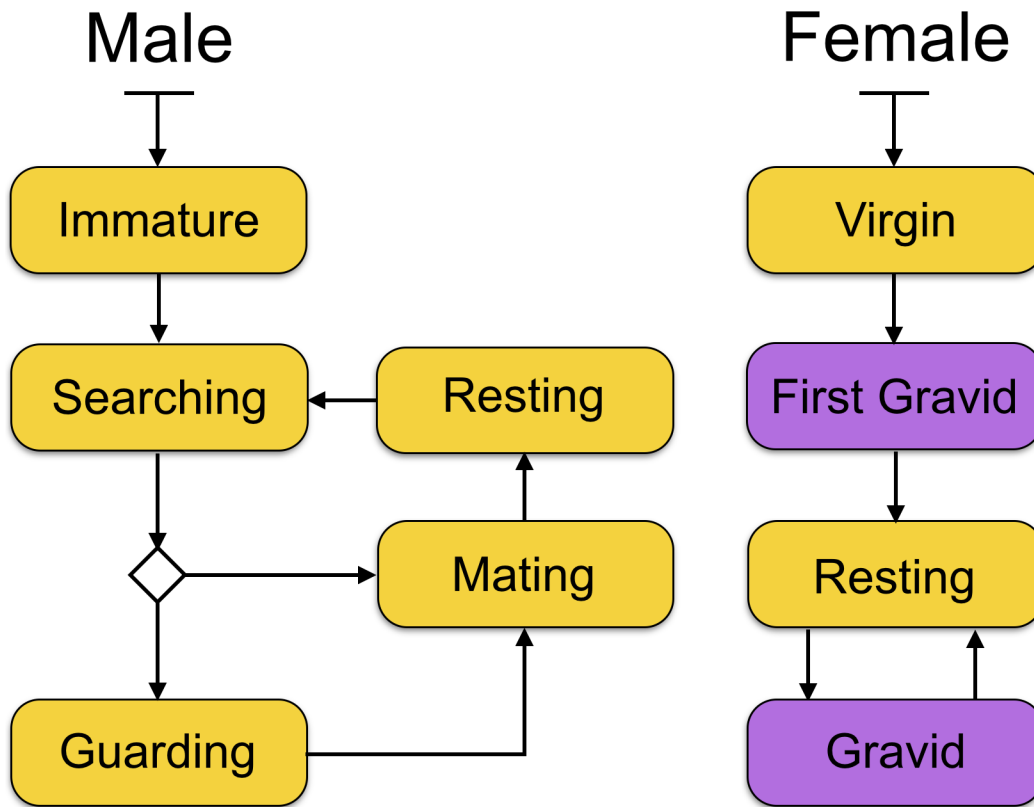 Male
Female
Immature
Virgin
Searching
Resting
First Gravid
Mating
Resting
Guarding
Gravid